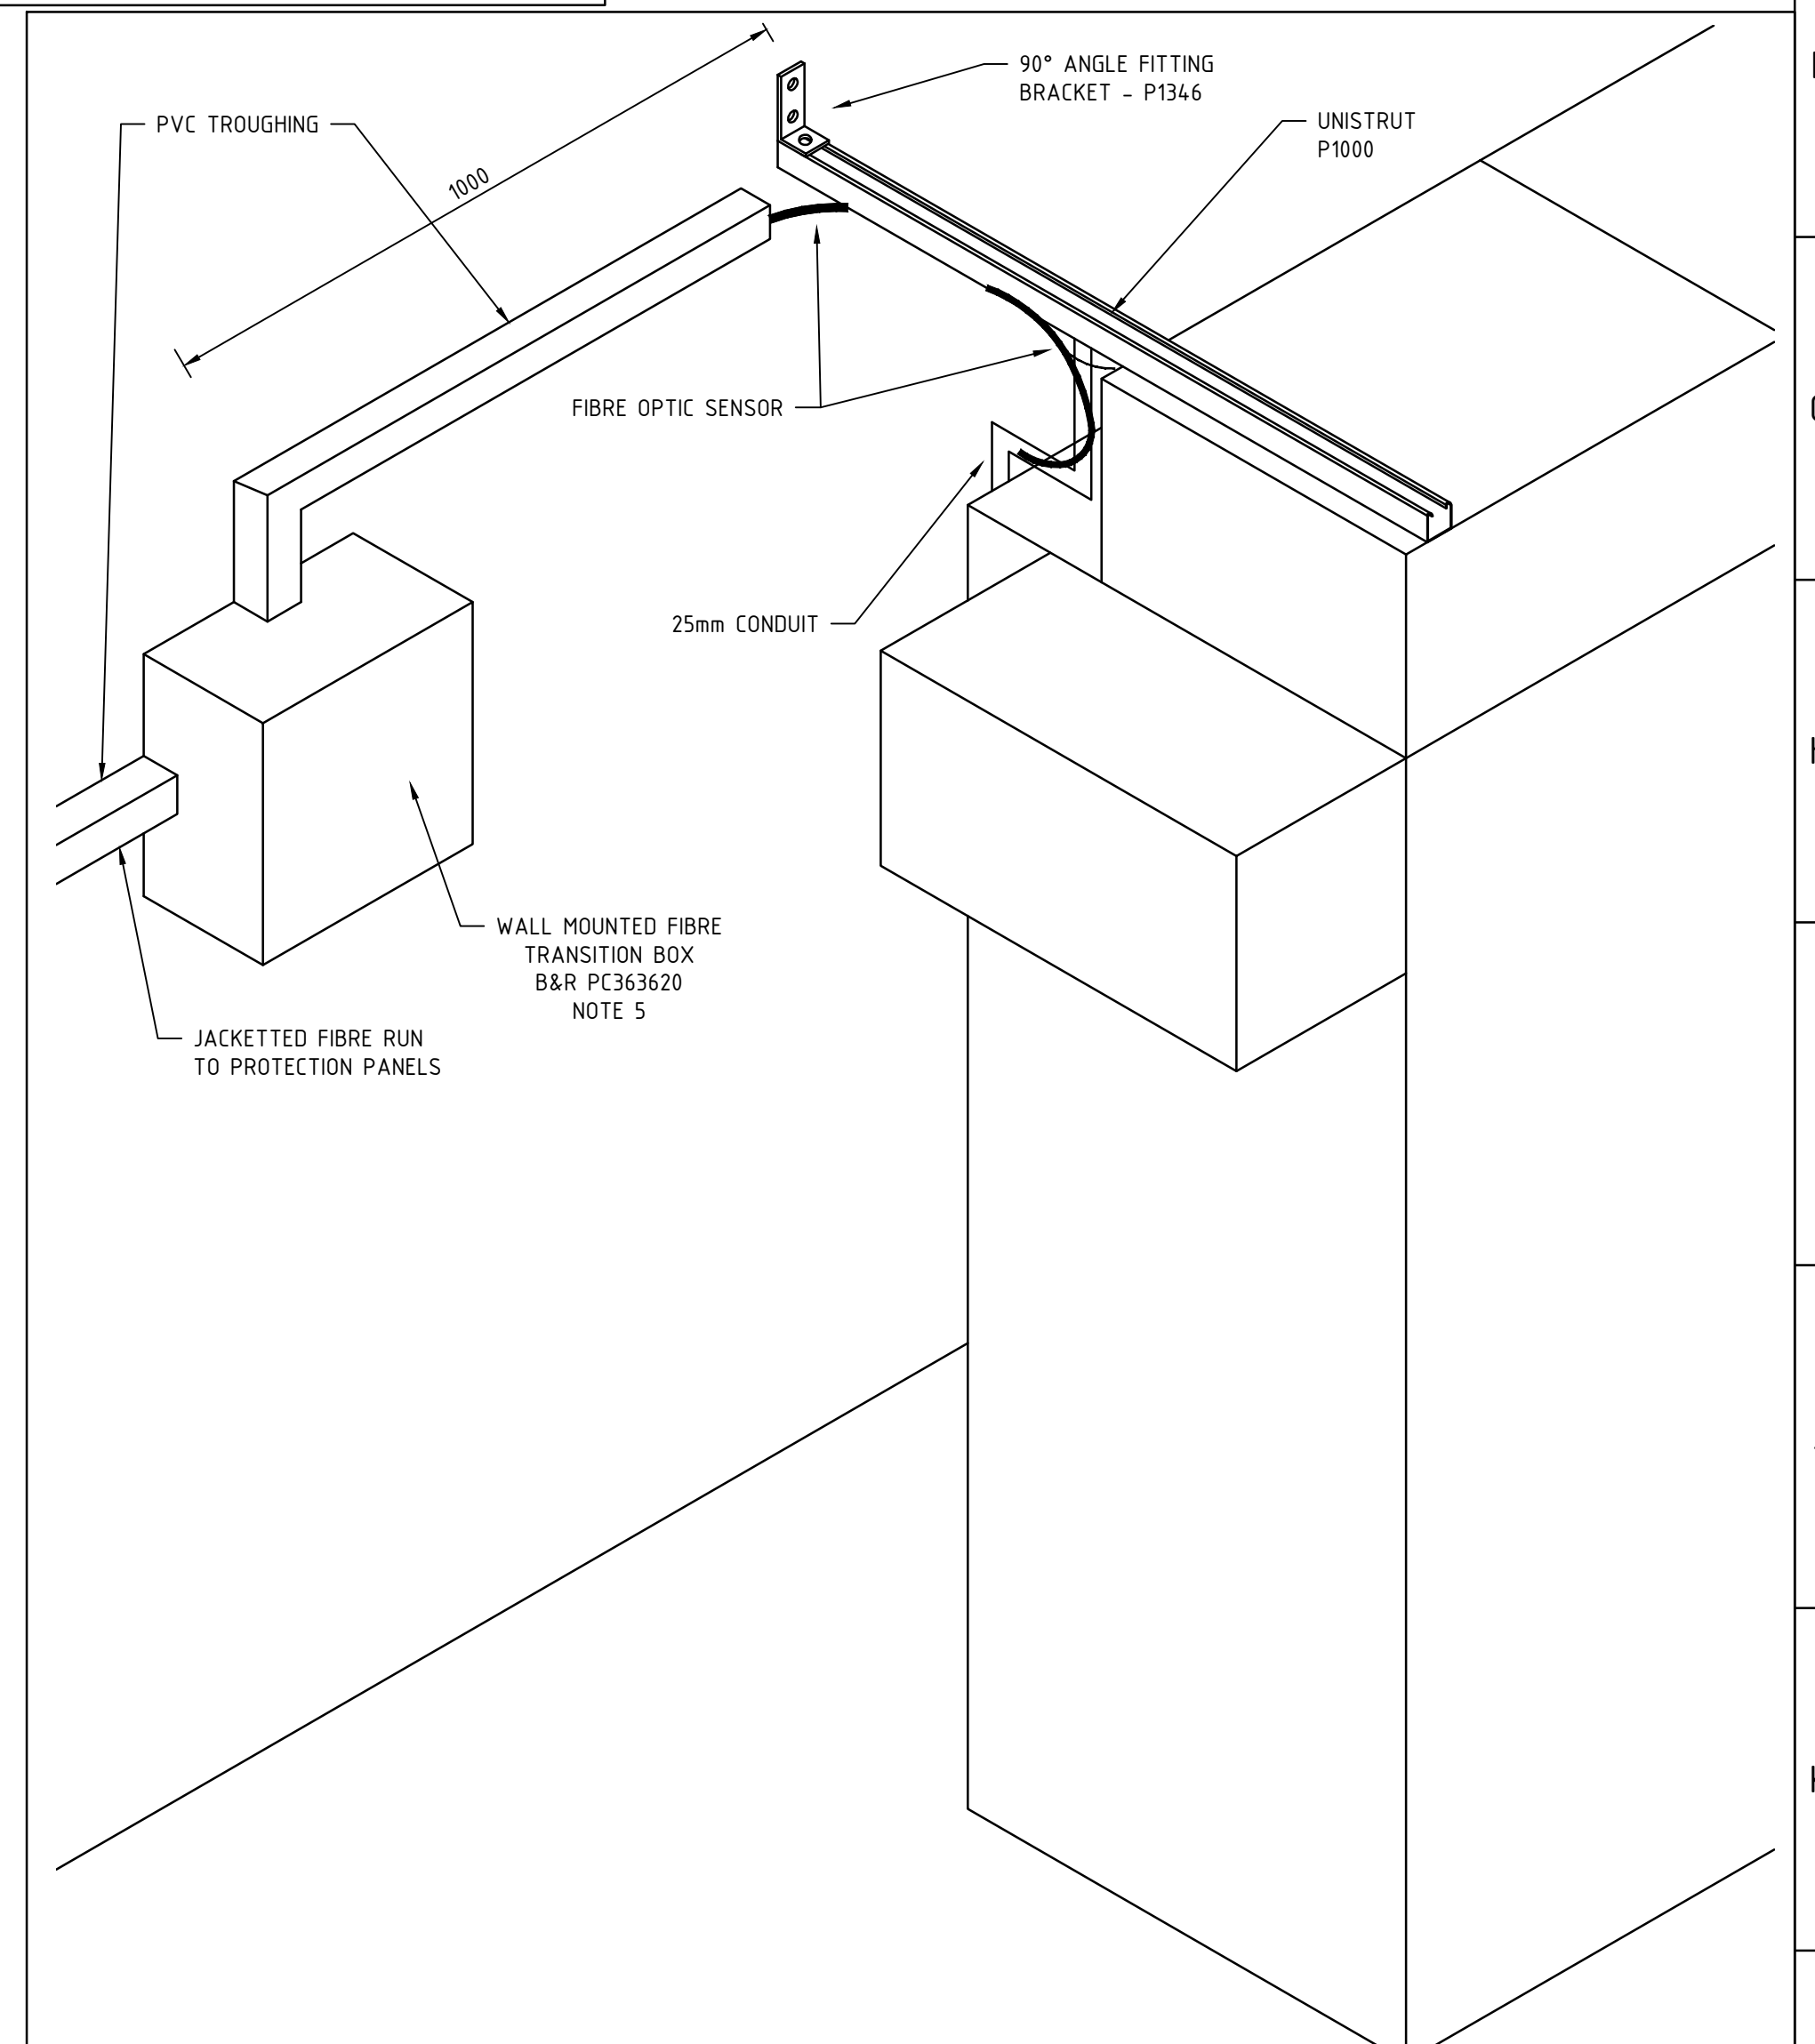 90° ANGLE FITTING
BRACKET - P1346
UNISTRUT
P1000
PVC TROUGHING
1000
FIBRE OPTIC SENSOR
25mm CONDUIT
WALL MOUNTED FIBRE
TRANSITION BOX
B&R PC363620
NOTE 5
JACKETTED FIBRE RUN
TO PROTECTION PANELS